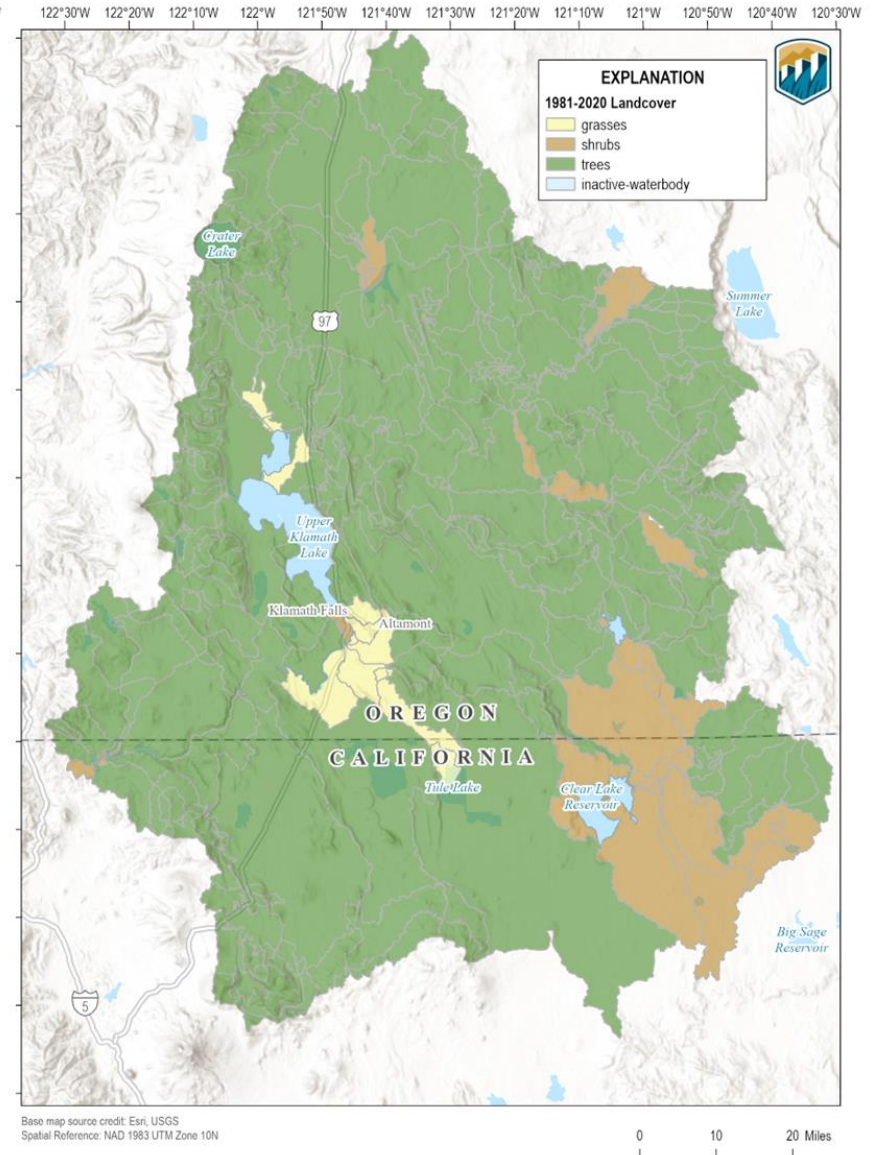 122°30'W 122°20'W 122°10'W 122°W 121°50'W 121°40'W 121°30'W 121°20'W 121°10'W 121°W 120°50'W 120°40'W 120°30'W
EXPLANATION
1981-2020 Landcover
grasses
shrubs
trees
inactive-waterbody
Crater
Lake
Summer
Lake
97
Upper
Klamath
Lake
Klamath Falls
Altamont
OREGON
CALIFORNIA
Tule Lake
Clear Lake
Reservoir
Big Sage
Reservoir
5
Base map source credit: Esri, USGS
Spatial Reference: NAD 1983 UTM Zone 10N
0 10 20 Miles